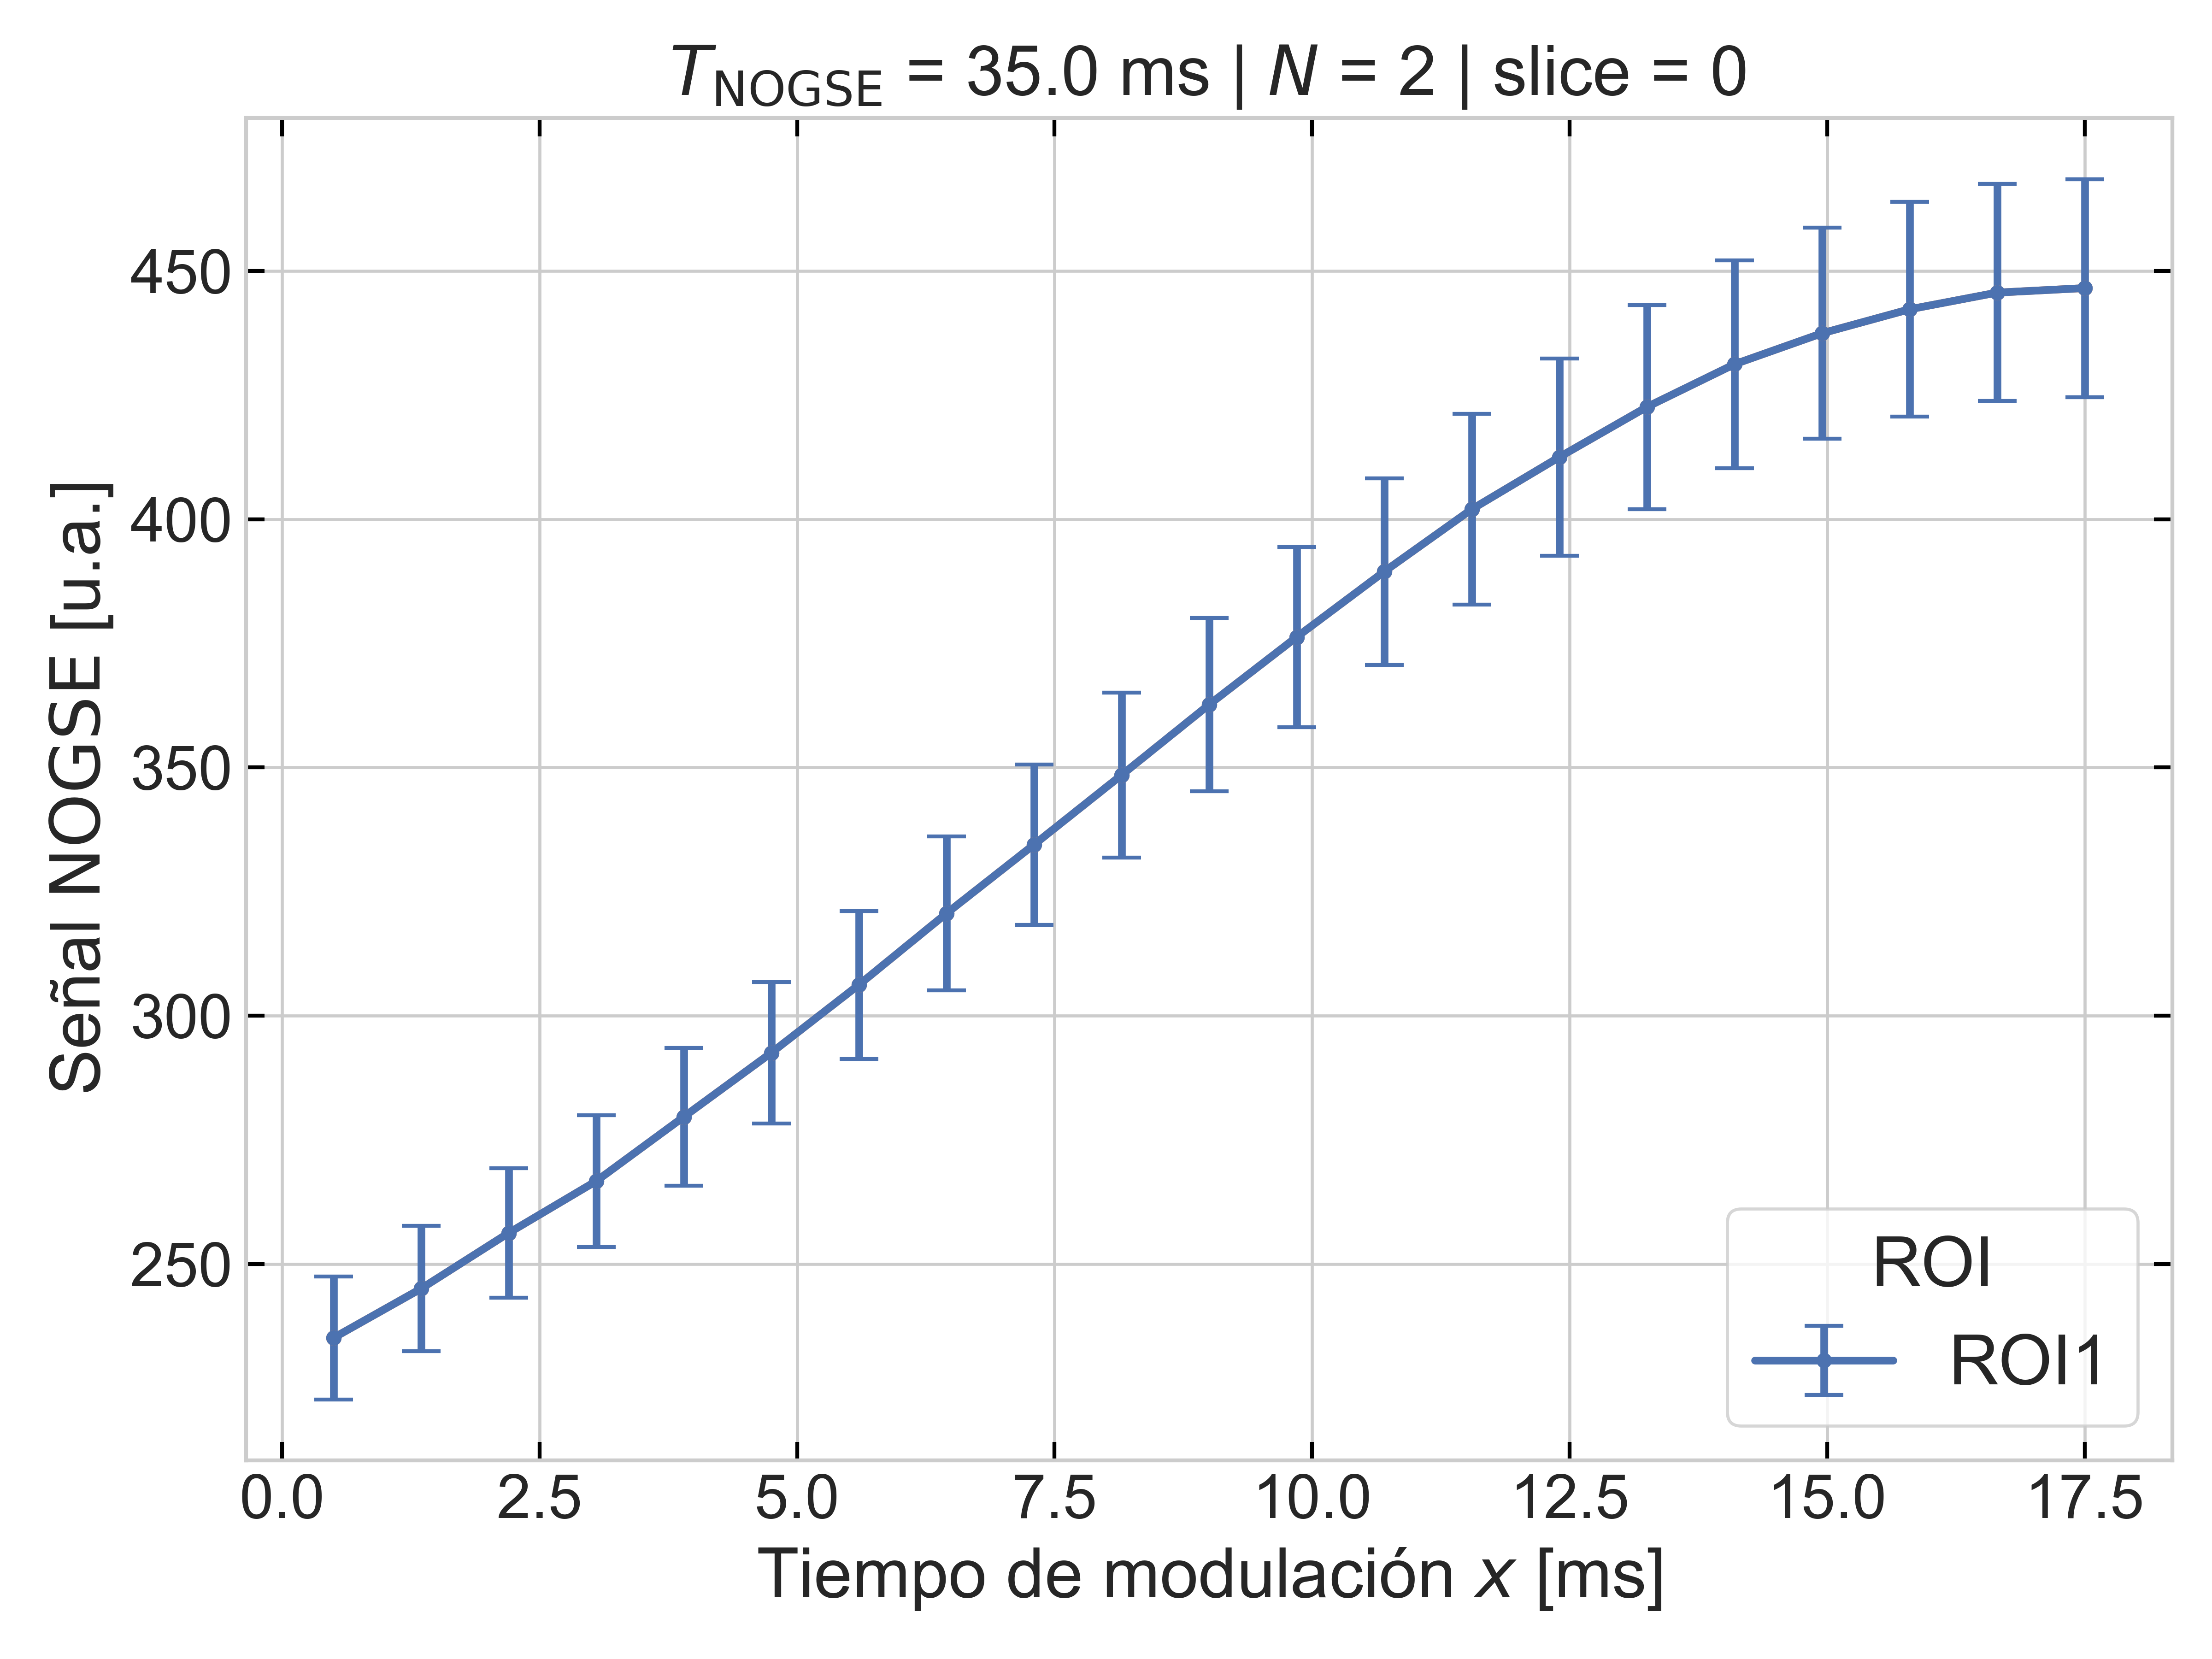 T_NOGSE = 35.0 ms | N = 2 | slice = 0
Señal NOGSE [u.a.]
450
400
350
300
250
ROI
ROI1
0.0 2.5 5.0 7.5 10.0 12.5 15.0 17.5
Tiempo de modulación x [ms]